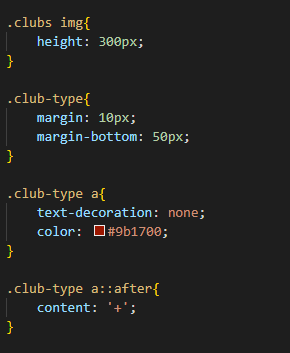 .clubs img{
    height: 300px;
}
.club-type{
    margin: 10px;
    margin-bottom: 50px;
}
.club-type a{
    text-decoration: none;
    color: #9b1700;
}
.club-type a::after{
    content: '+';
}